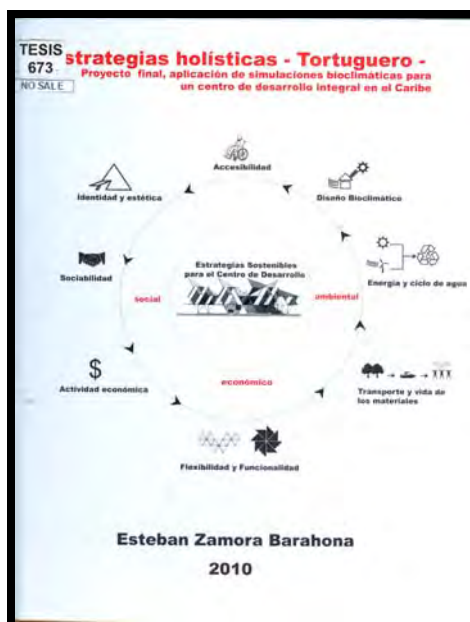 TESIS
673
NO SALE
strategias holísticas - Tortuguero -
Proyecto final, aplicación de simulaciones bioclimáticas para
un centro de desarrollo integral en el Caribe
Accesibilidad
Identidad y estética
Diseño Bioclimático
Estrategias Sostenibles
para el Centro de Desarrollo
Sociabilidad
Energía y ciclo de agua
social
ambiental
$
Actividad económica
económico
Transporte y vida de
los materiales
Flexibilidad y Funcionalidad
Esteban Zamora Barahona
2010